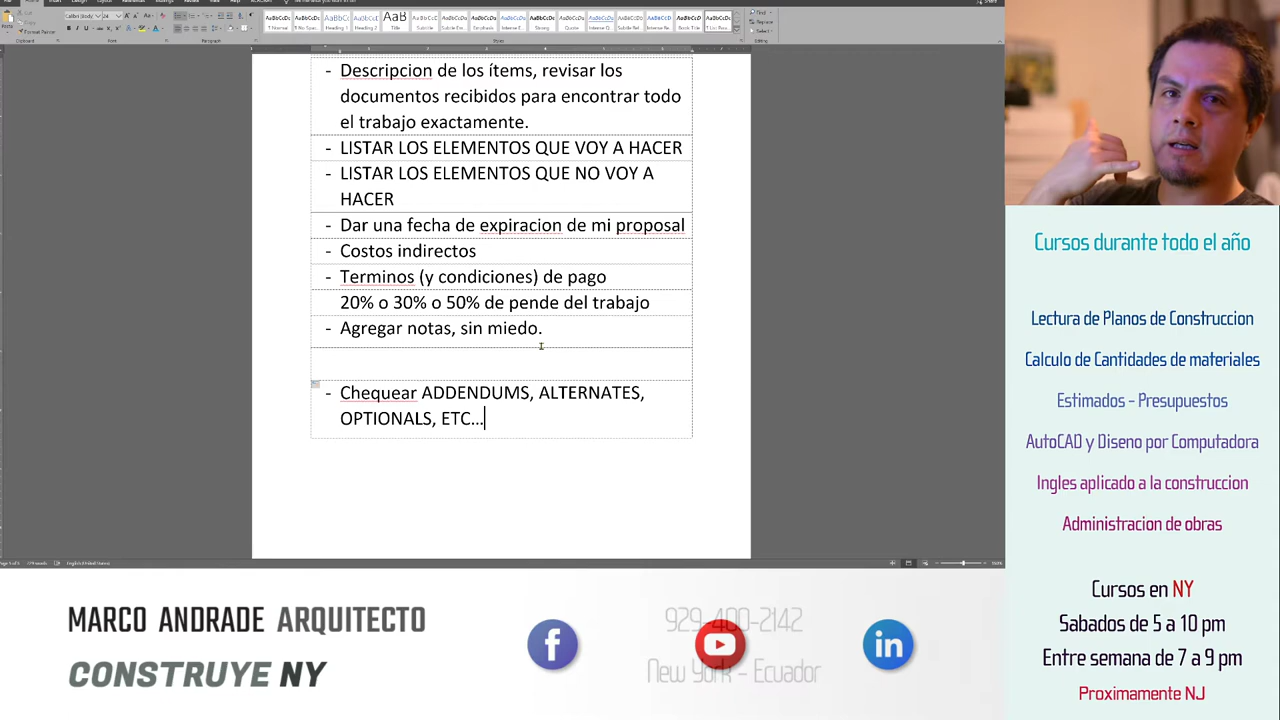 - Descripcion de los ítems, revisar los
documentos recibidos para encontrar todo
el trabajo exactamente.
- LISTAR LOS ELEMENTOS QUE VOY A HACER
- LISTAR LOS ELEMENTOS QUE NO VOY A
HACER
- Dar una fecha de expiracion de mi proposal
- Costos indirectos
- Terminos (y condiciones) de pago
20% o 30% o 50% de pende del trabajo
- Agregar notas, sin miedo.
- Chequear ADDENDUMS, ALTERNATES,
OPTIONALS, ETC...
Cursos durante todo el año
Lectura de Planos de Construccion
Calculo de Cantidades de materiales
Estimados - Presupuestos
AutoCAD y Diseno por Computadora
Ingles aplicado a la construccion
Administracion de obras
Cursos en NY
Sabados de 5 a 10 pm
Entre semana de 7 a 9 pm
Proximamente NJ
MARCO ANDRADE ARQUITECTO
CONSTRUYE NY
929-400-2142
New York - Ecuador